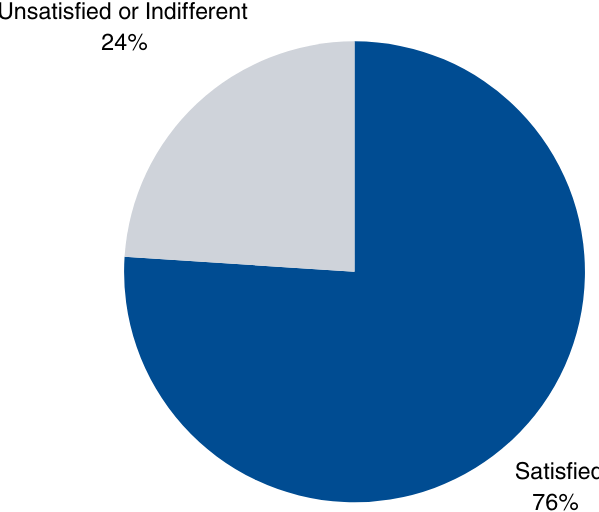 Unsatisfied or Indifferent
24%
Satisfied
76%